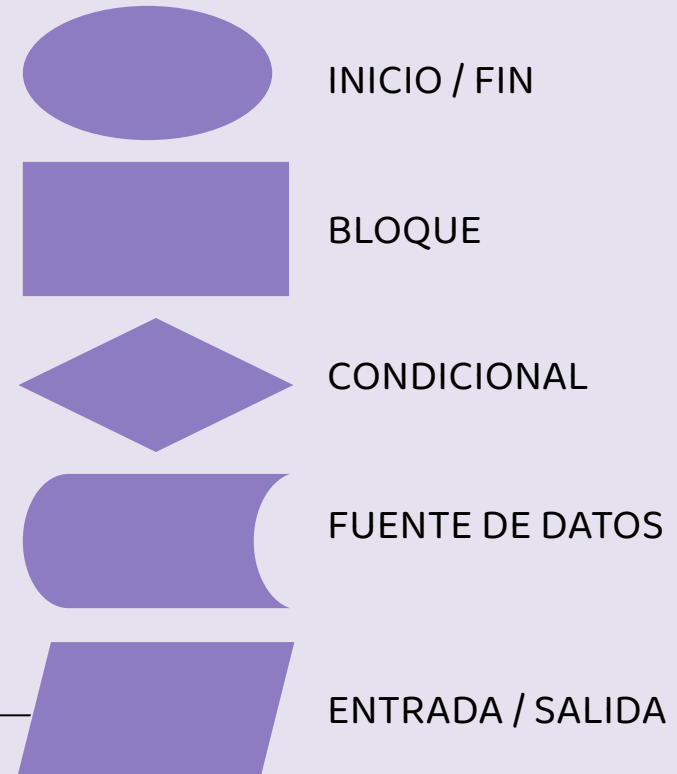 INICIO / FIN
BLOQUE
CONDICIONAL
FUENTE DE DATOS
ENTRADA / SALIDA